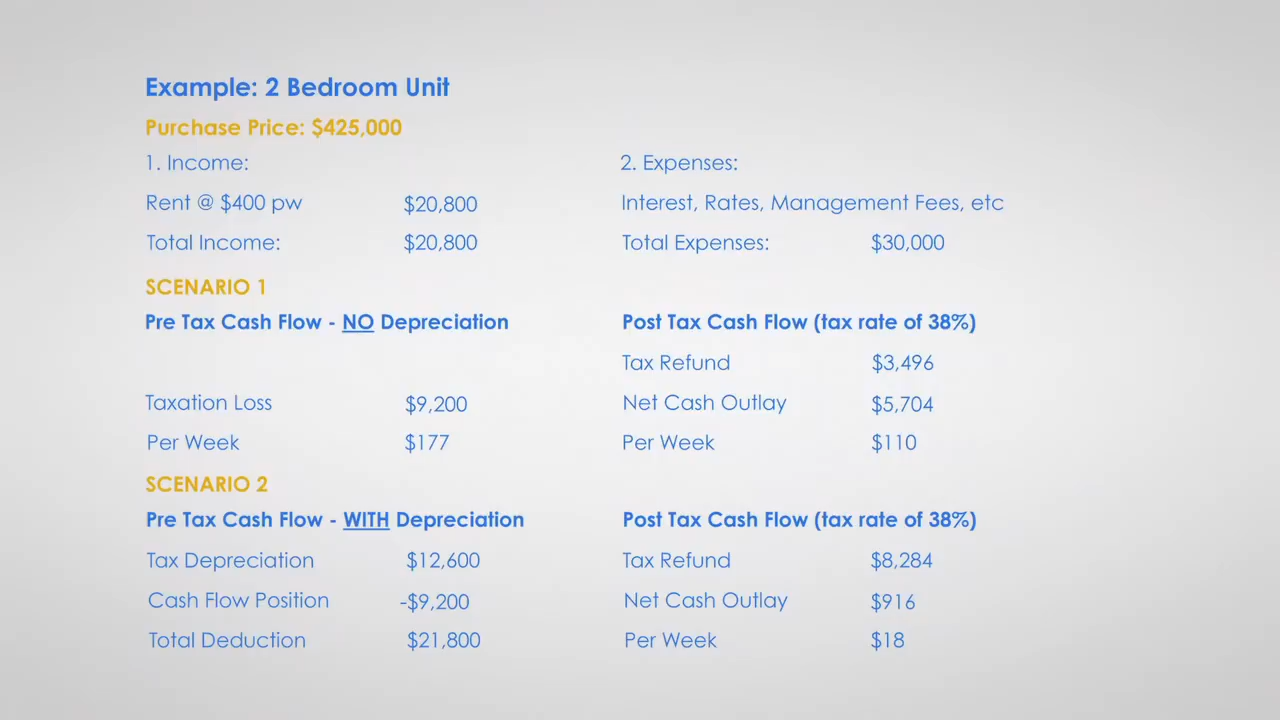 Example: 2 Bedroom Unit
Purchase Price: $425,000
1. Income:
2. Expenses:
Rent @ $400 pw $20,800
Interest, Rates, Management Fees, etc
Total Income: $20,800
Total Expenses: $30,000
SCENARIO 1
Pre Tax Cash Flow - NO Depreciation
Post Tax Cash Flow (tax rate of 38%)
Tax Refund $3,496
Taxation Loss $9,200
Net Cash Outlay $5,704
Per Week $177
Per Week $110
SCENARIO 2
Pre Tax Cash Flow - WITH Depreciation
Post Tax Cash Flow (tax rate of 38%)
Tax Depreciation $12,600
Tax Refund $8,284
Cash Flow Position -$9,200
Net Cash Outlay $916
Total Deduction $21,800
Per Week $18